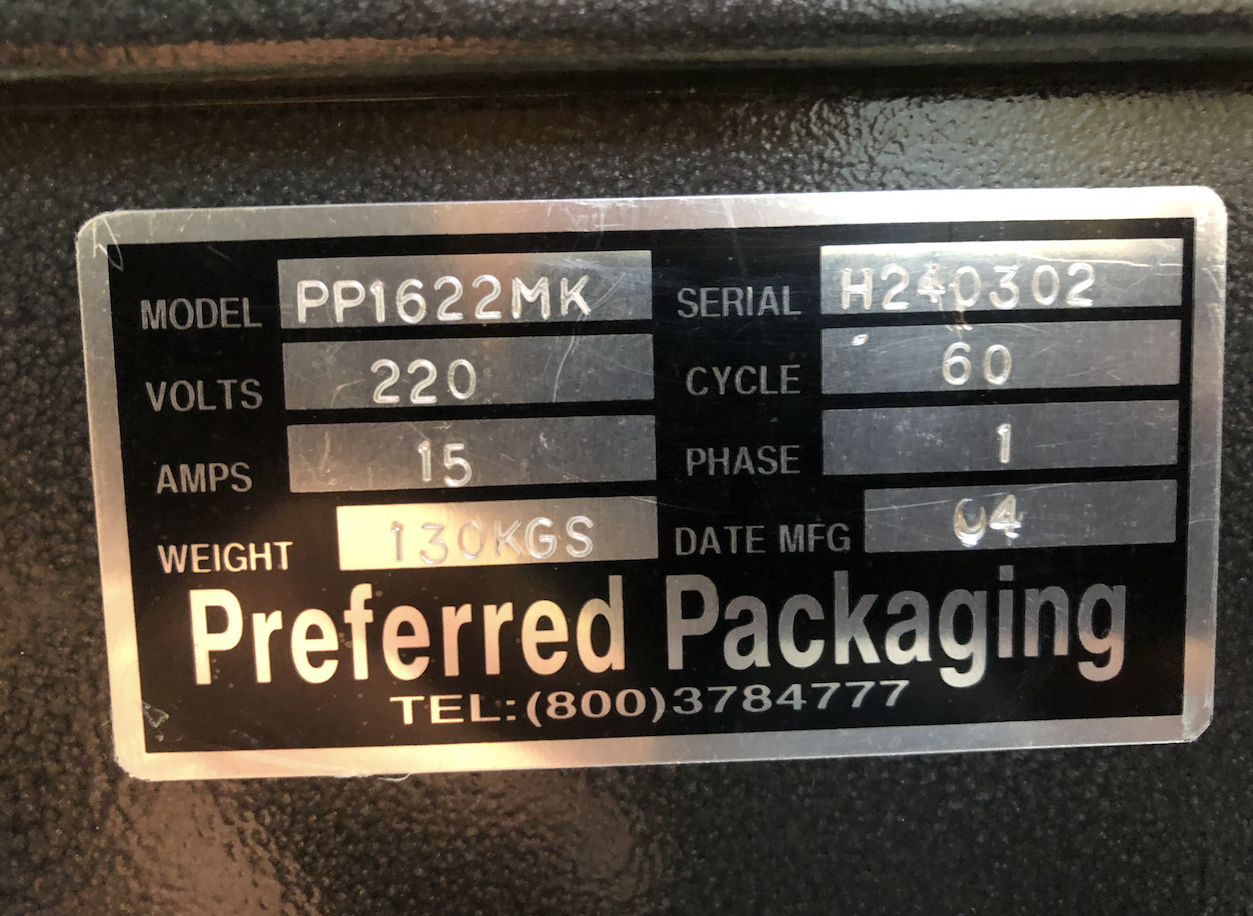 MODEL PP1622MK SERIAL H240302
VOLTS 220 CYCLE 60
AMPS 15 PHASE 1
WEIGHT 130KGS DATE MFG 04
Preferred Packaging
TEL:(800)3784777